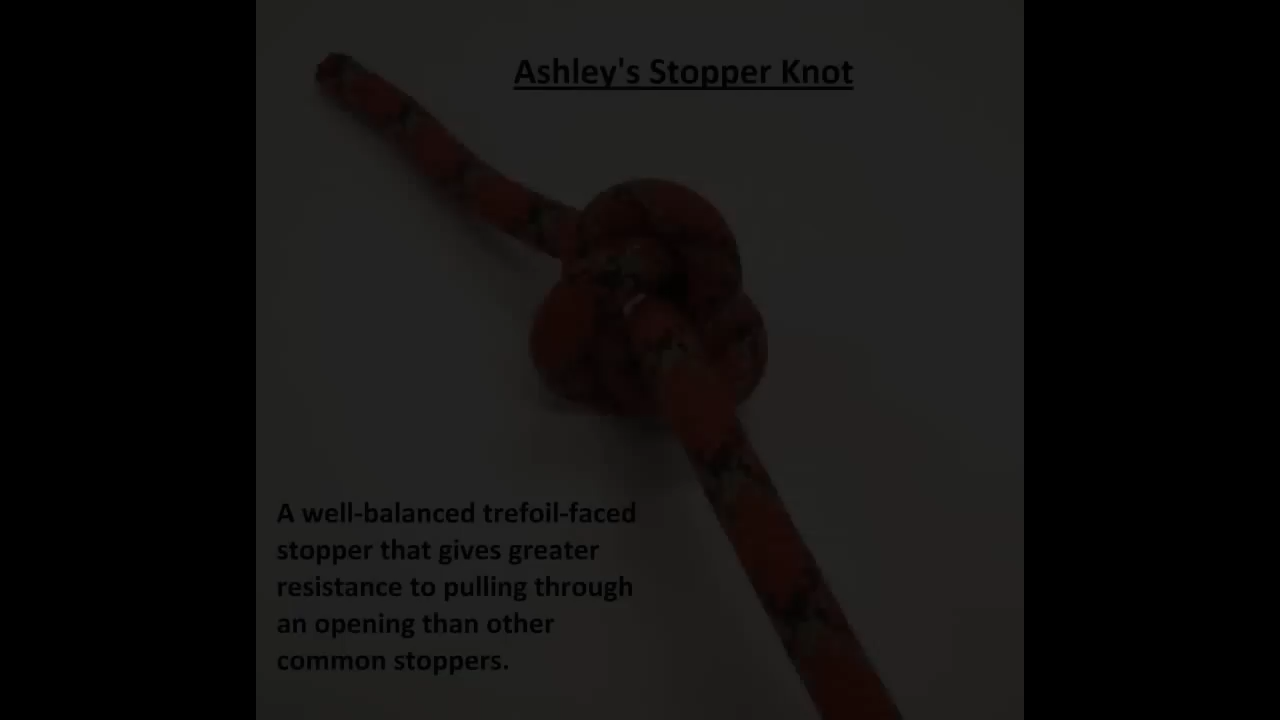 Ashley's Stopper Knot
A well-balanced trefoil-faced
stopper that gives greater
resistance to pulling through
an opening than other
common stoppers.